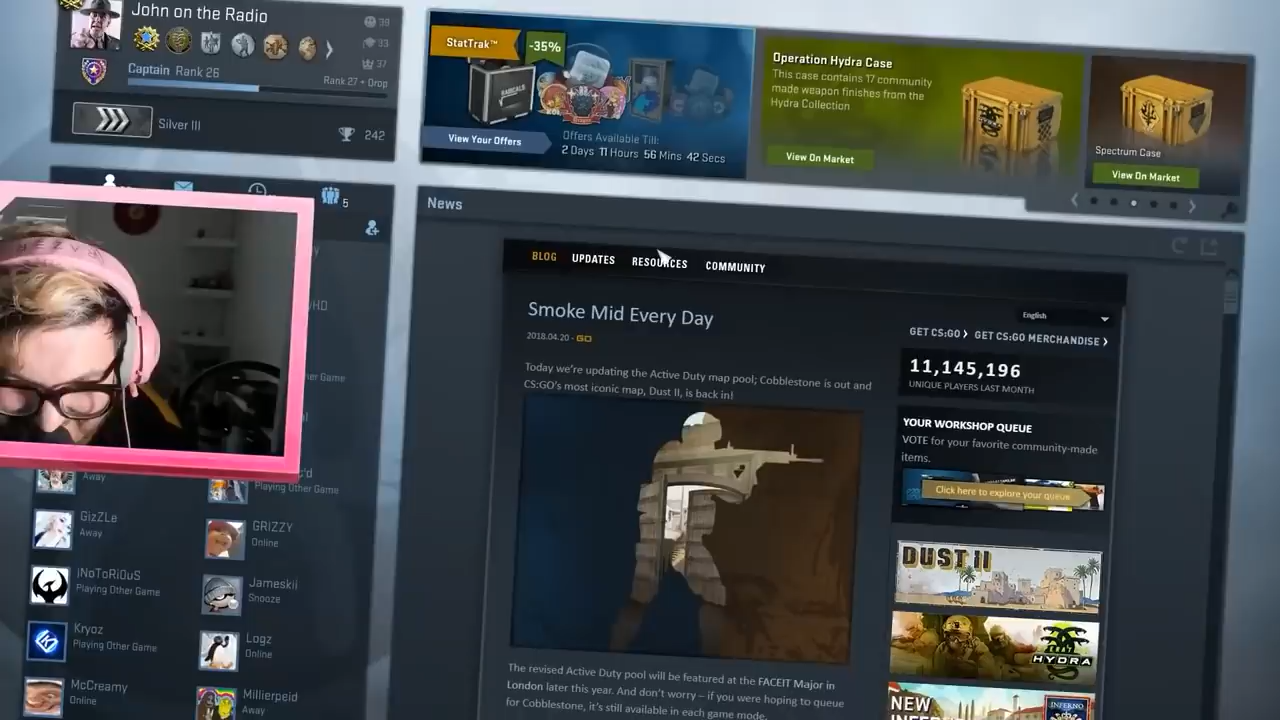 John on the Radio
39
33
37
Captain Rank 26
Rank 27 + Drop
Silver III
242
5
er Game
Away
Playing Other Game
GizZLe
Away
GRIZZY
Online
|NoToRiOuS
Playing Other Game
Jameskii
Snooze
Kryoz
Playing Other Game
Logz
Online
McCreamy
Online
Millierpeid
Away
StatTrak™
-35%
RADICALS
View Your Offers
Offers Available Till:
2 Days 11 Hours 56 Mins 42 Secs
Operation Hydra Case
This case contains 17 community
made weapon finishes from the
Hydra Collection
View On Market
Spectrum Case
View On Market
News
BLOG UPDATES RESOURCES COMMUNITY
Smoke Mid Every Day
2018.04.20 - GO
Today we're updating the Active Duty map pool; Cobblestone is out and
CS:GO's most iconic map, Dust II, is back in!
The revised Active Duty pool will be featured at the FACEIT Major in
London later this year. And don't worry – if you were hoping to queue
for Cobblestone, it's still available in each game mode.
English
GET CS:GO GET CS:GO MERCHANDISE
11,145,196
UNIQUE PLAYERS LAST MONTH
YOUR WORKSHOP QUEUE
VOTE for your favorite community-made
items.
Click here to explore your queue
DUST II
HYDRA
NEW
INFERNO